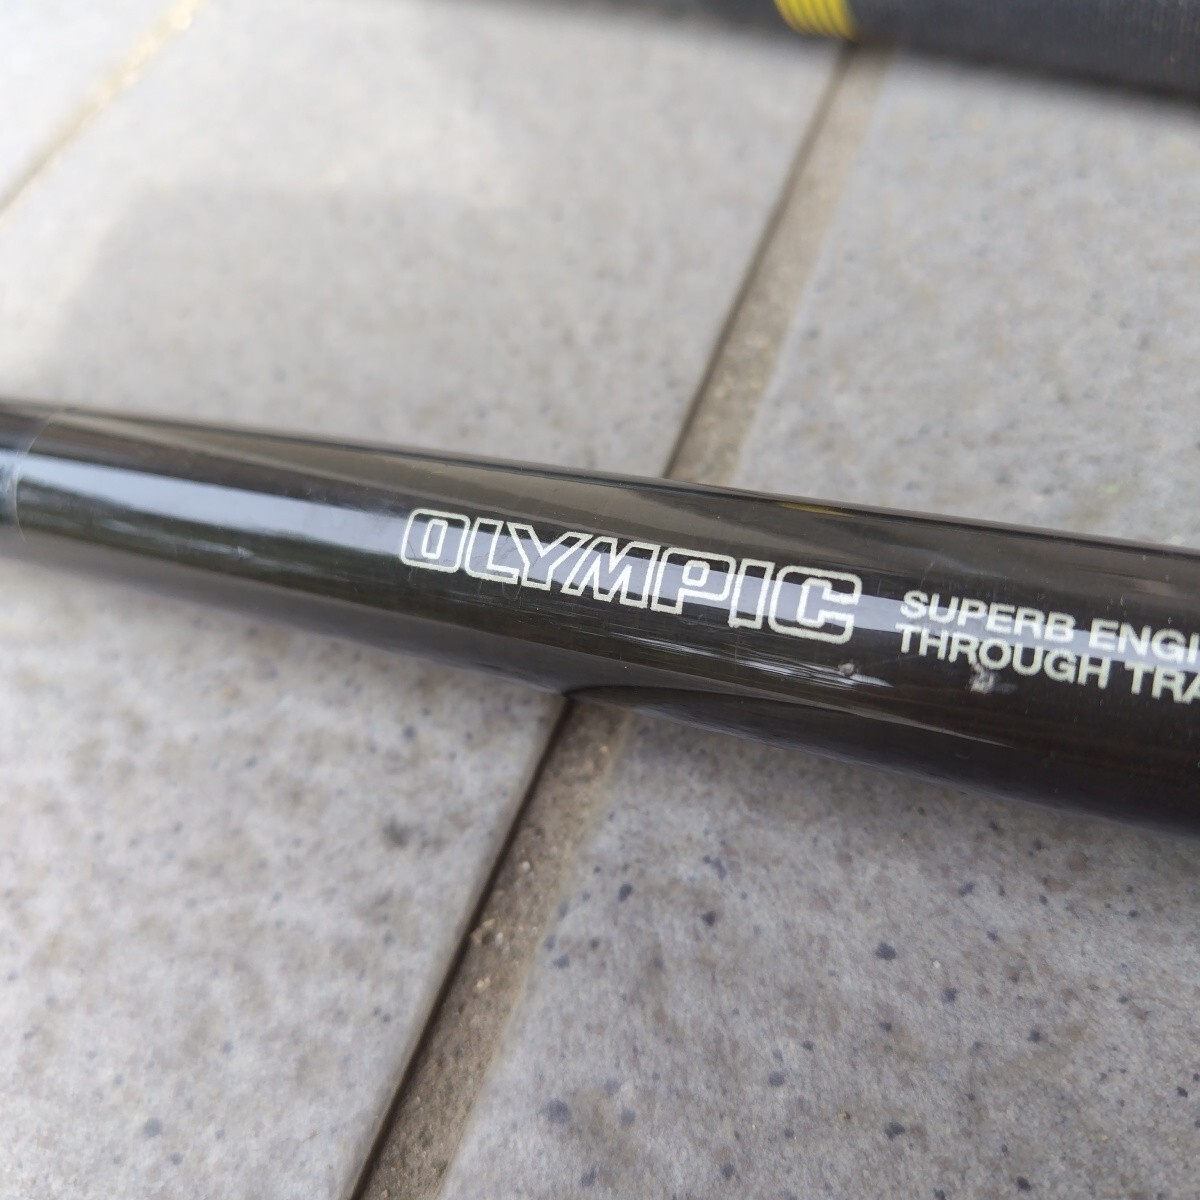 OLYMPIC
SUPERB ENGI
THROUGH TRA